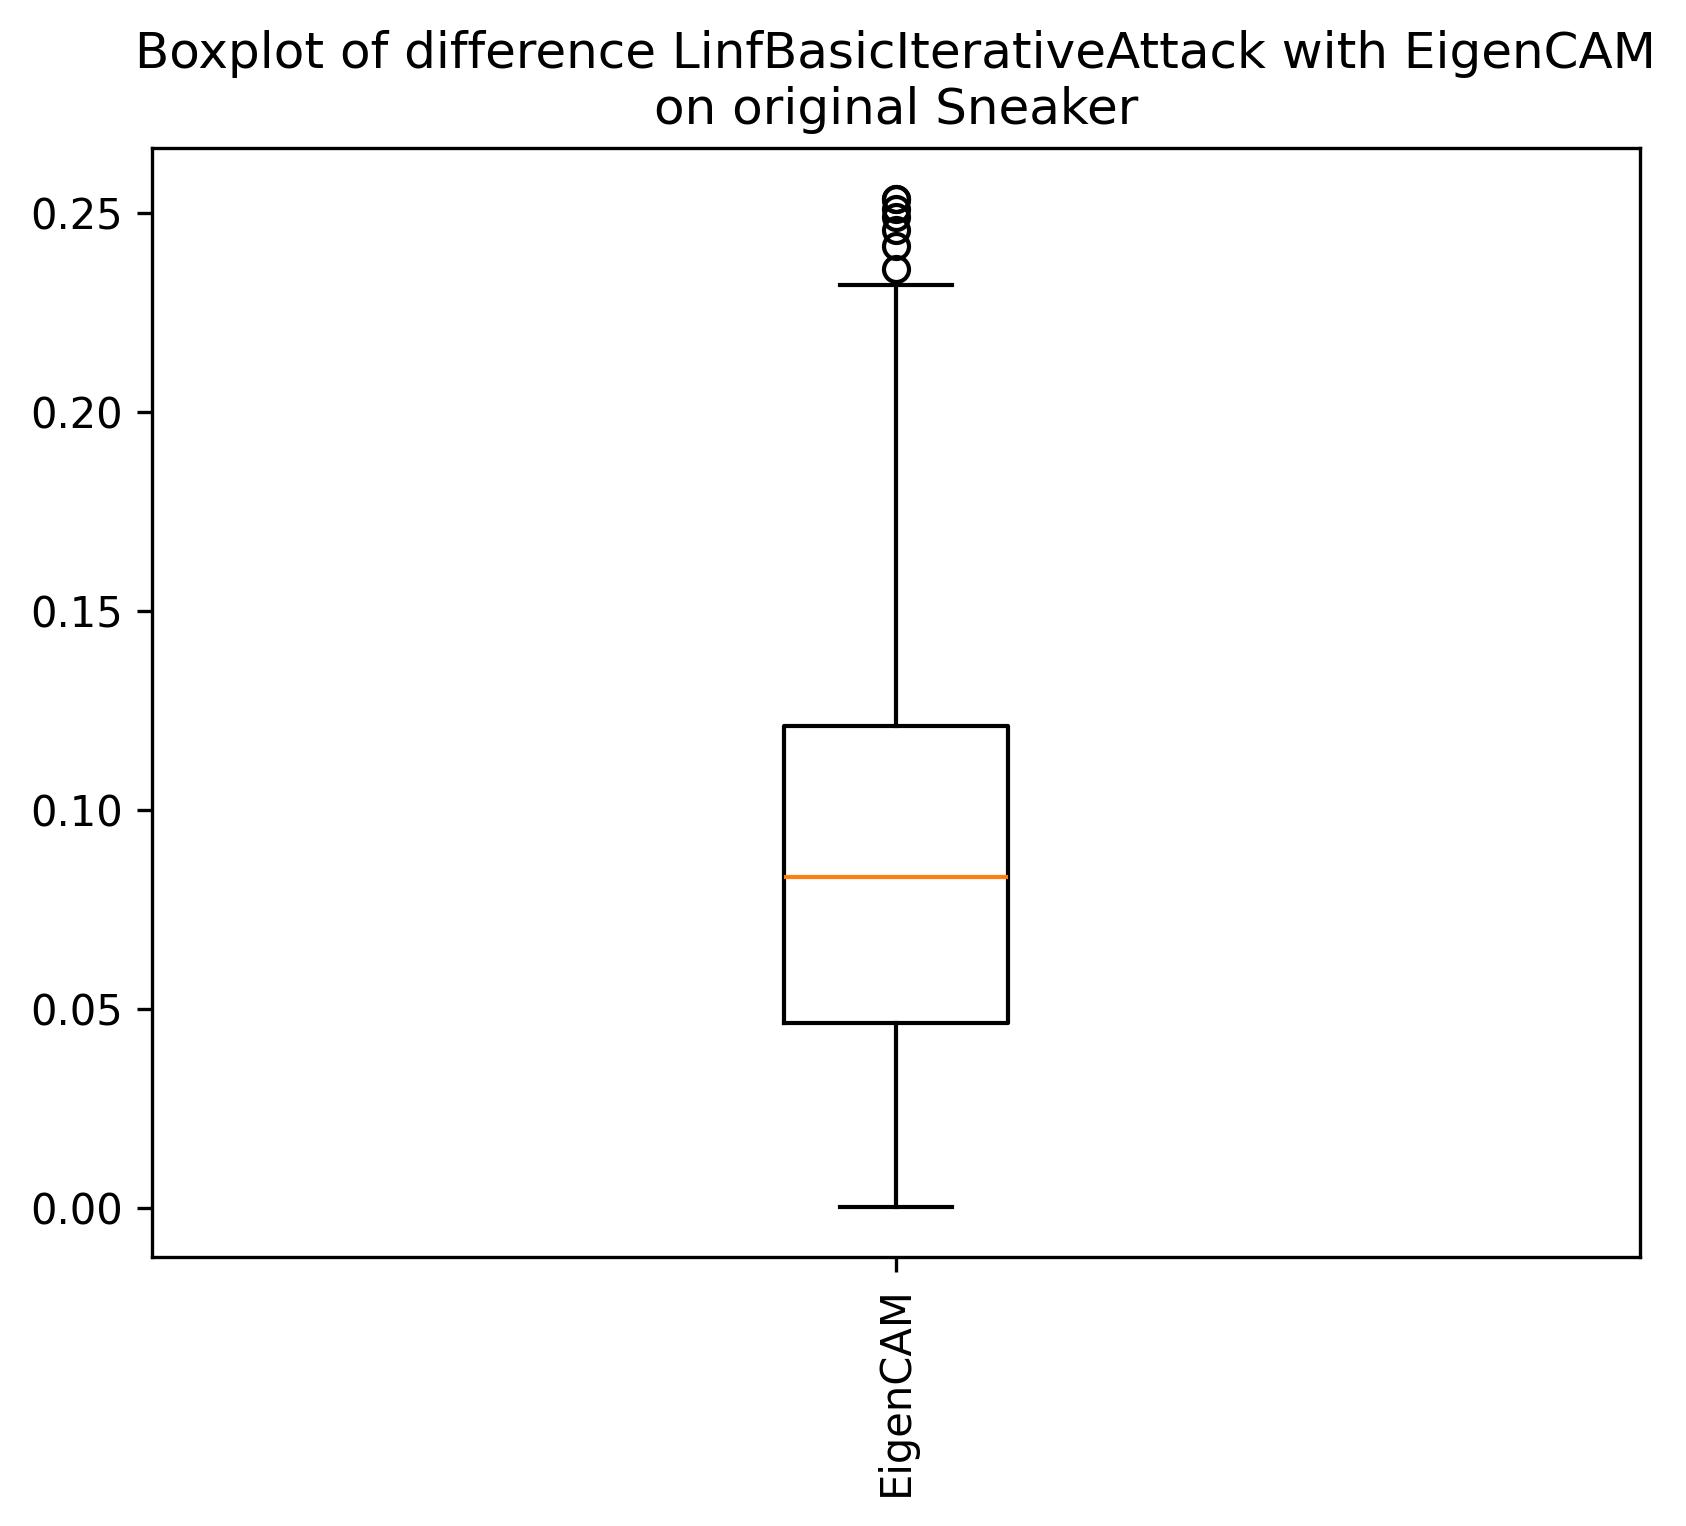 Boxplot of difference LinfBasicIterativeAttack with EigenCAM
on original Sneaker
0.25
0.20
0.15
0.10
0.05
0.00
EigenCAM